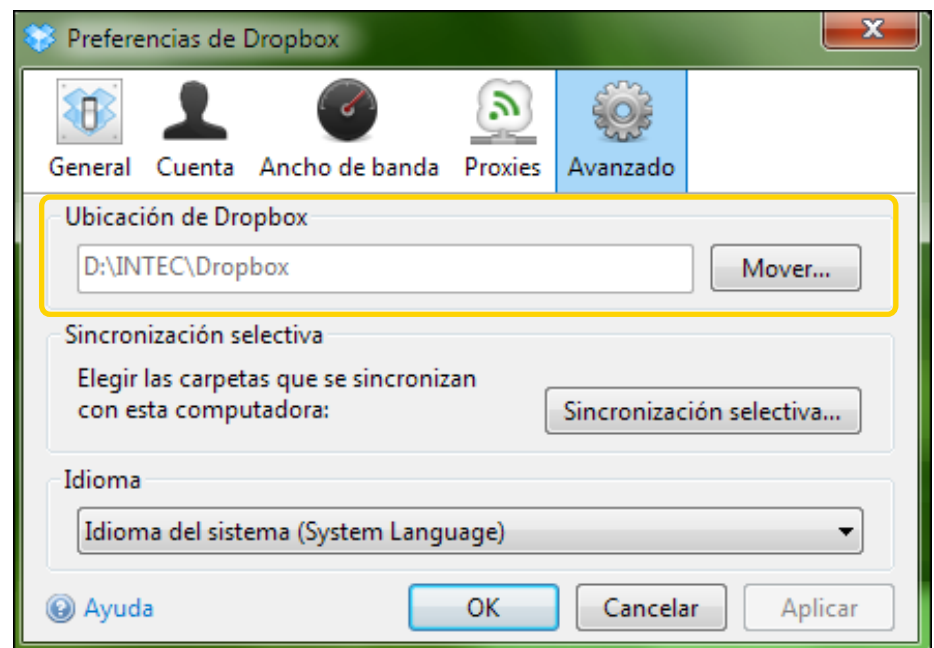 Preferencias de Dropbox
General Cuenta Ancho de banda Proxies Avanzado
Ubicación de Dropbox
D:\INTEC\Dropbox Mover...
Sincronización selectiva
Elegir las carpetas que se sincronizan
con esta computadora: Sincronización selectiva...
Idioma
Idioma del sistema (System Language)
Ayuda OK Cancelar Aplicar